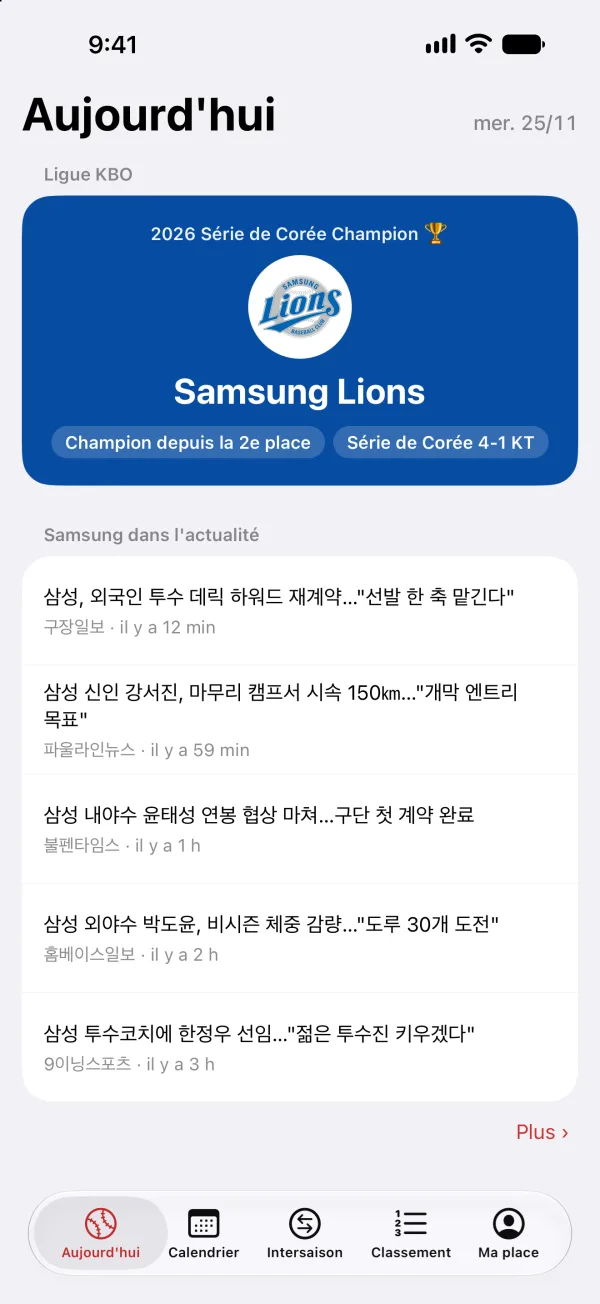 9:41
Aujourd'hui
mer. 25/11
Ligue KBO
2026 Série de Corée Champion 🏆
SAMSUNG
Lions
BASEBALL CLUB
Samsung Lions
Champion depuis la 2e place
Série de Corée 4-1 KT
Samsung dans l'actualité
삼성, 외국인 투수 데릭 하워드 재계약..."선발 한 축 맡긴다"
구장일보 · il y a 12 min
삼성 신인 강서진, 마무리 캠프서 시속 150㎞..."개막 엔트리
목표"
파울라인뉴스 · il y a 59 min
삼성 내야수 윤태성 연봉 협상 마쳐...구단 첫 계약 완료
불펜타임스 · il y a 1 h
삼성 외야수 박도윤, 비시즌 체중 감량..."도루 30개 도전"
홈베이스일보 · il y a 2 h
삼성 투수코치에 한정우 선임..."젊은 투수진 키우겠다"
9이닝스포츠 · il y a 3 h
Plus ›
Aujourd'hui
Calendrier
Intersaison
Classement
Ma place